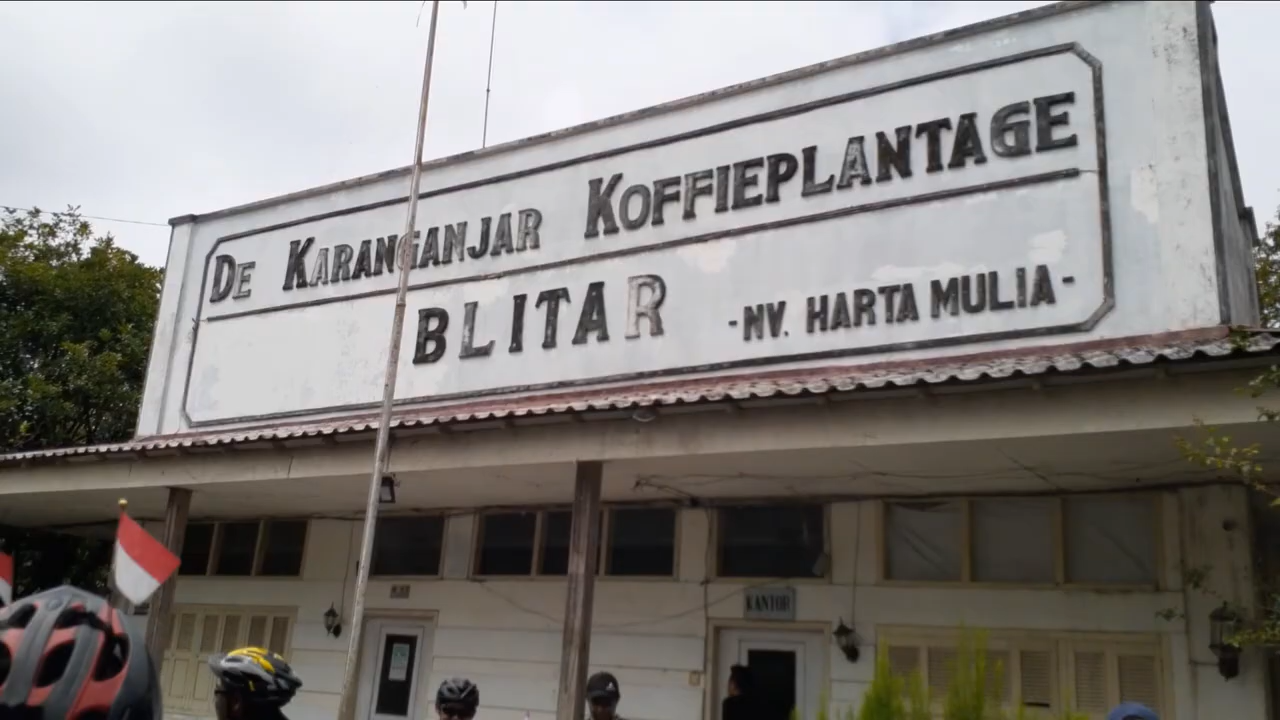 DE KARANGANJAR KOFFIEPLANTAGE
BLITAR -NV. HARTA MULIA-
KANTOR